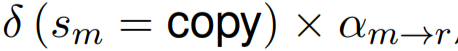 δ (s_m = copy) × α_{m→r},